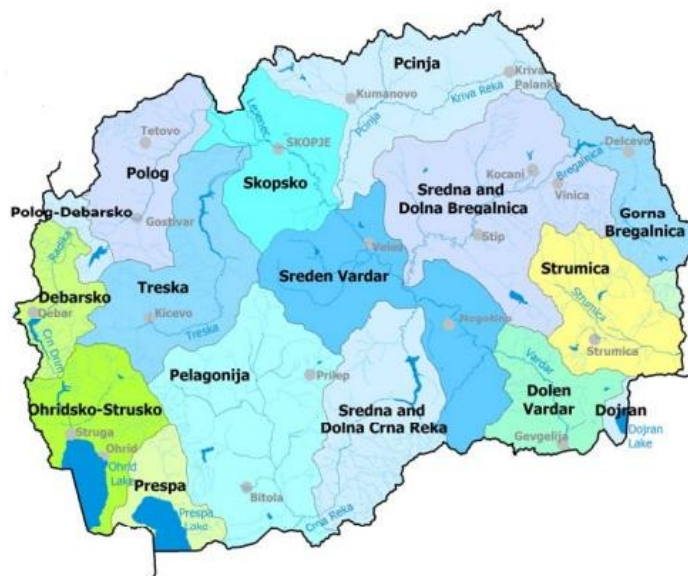 Pcinja
Kriva
Palanka
Kumanovo
Kriva Reka
Pcinja
Lepenec
Tetovo
SKOPJE
Polog
Skopsko
Delcevo
Bregalnica
Kocani
Vinica
Sredna and
Dolna Bregalnica
Gorna
Bregalnica
Polog-Debarsko
Gostivar
Radika
Stip
Veles
Sreden Vardar
Strumica
Debarsko
Treska
Debar
Kicevo
Treska
Crn Drim
Negotino
Strumica
Strumica
Vardar
Pelagonija
Prilep
Dolen
Vardar
Dojran
Dojran
Lake
Ohridsko-Strusko
Sredna and
Dolna Crna Reka
Struga
Ohrid
Ohrid
Lake
Gevgelija
Prespa
Prespa
Lake
Bitola
Crna Reka